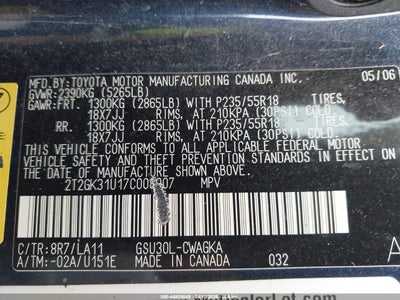 MFD.BY:TOYOTA MOTOR MANUFACTURING CANADA INC. 05/06
GVWR:2390KG (5265LB)
GAWR:FRT. 1300KG (2865LB) WITH P235/55R18 TIRES,
18X7JJ RIMS, AT 210KPA (30PSI) COLD
RR. 1300KG (2865LB) WITH P235/55R18 TIRES,
18X7JJ RIMS, AT 210KPA (30PSI) COLD.
THIS VEHICLE CONFORMS TO ALL APPLICABLE FEDERAL MOTOR
VEHICLE SAFETY AND THEFT PREVENTION STANDARDS IN EFFECT ON
THE DATE OF MANUFACTURE SHOWN ABOVE.
MPV
C/TR:8R7/LA11 GSU30L-CWAGKA
A/TM:-02A/U151E MADE IN CANADA 032